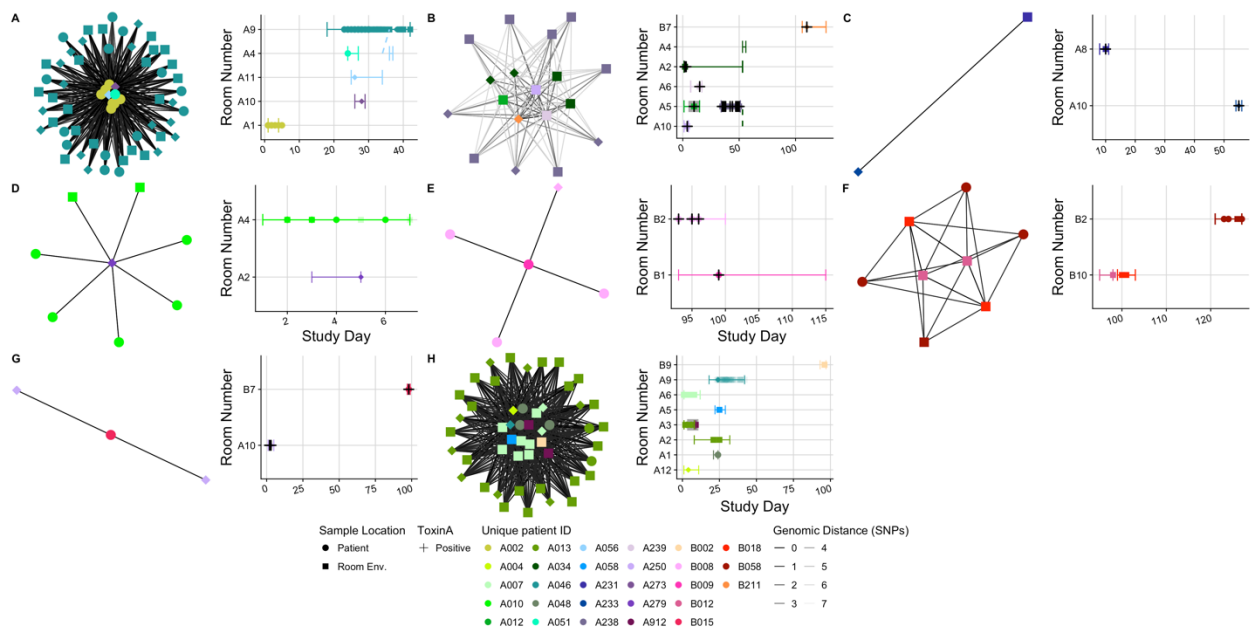 A
Room Number
A9
A4
A11
A10
A1
0 10 20 30 40
B
Room Number
B7
A4
A2
A6
A5
A10
0 50 100
C
Room Number
A8
A10
10 20 30 40 50
D
Room Number
A4
A2
2 4 6
Study Day
E
Room Number
B2
B1
95 100 105 110 115
Study Day
F
Room Number
B2
B10
100 110 120
G
Room Number
B7
A10
0 25 50 75 100
H
Room Number
B9
A9
A6
A5
A3
A2
A1
A12
0 25 50 75 100
Study Day
Sample Location
Patient
Room Env.
ToxinA
Positive
Unique patient ID
A002 A013 A056 A239 B002 B018
A004 A034 A058 A250 B008 B058
A007 A046 A231 A273 B009 B211
A010 A048 A233 A279 B012
A012 A051 A238 A912 B015
Genomic Distance (SNPs)
0 4
1 5
2 6
3 7